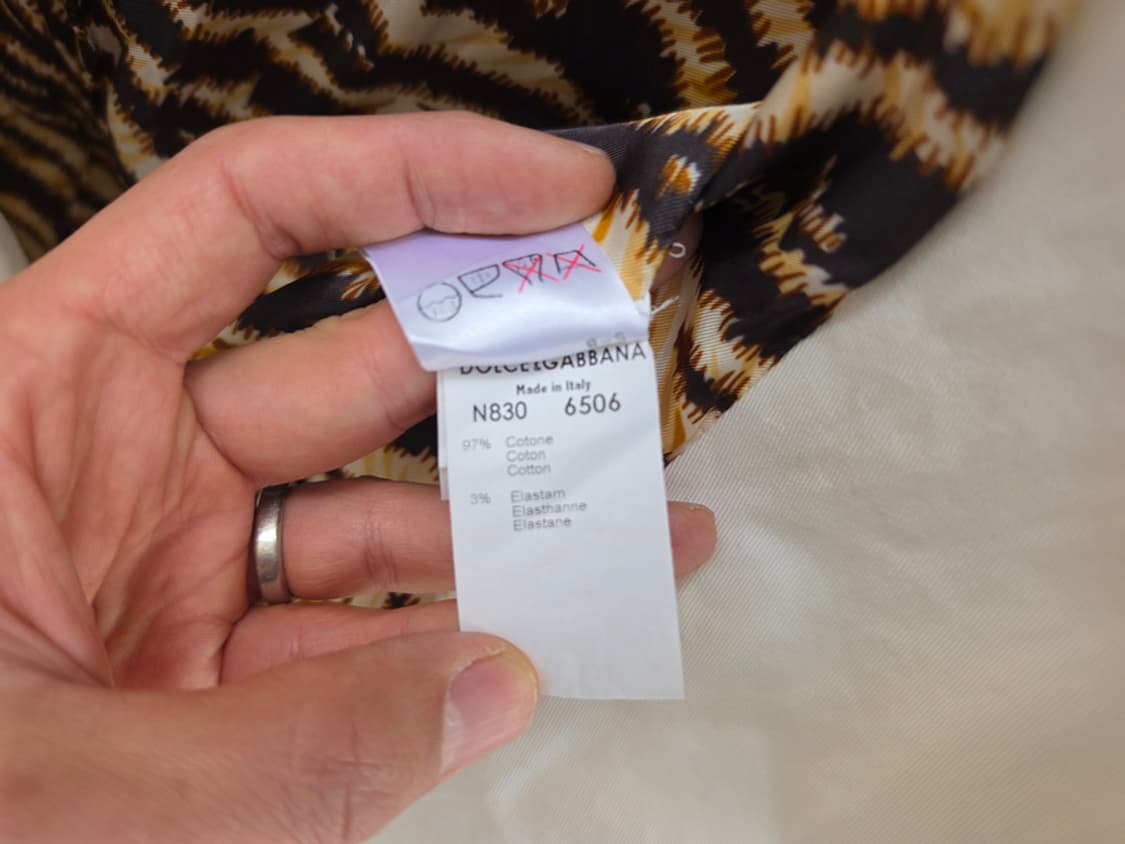 DOLCE&GABBANA
Made in Italy
N830 6506
97% Cotone
Coton
Cotton
3% Elastam
Elasthanne
Elastane